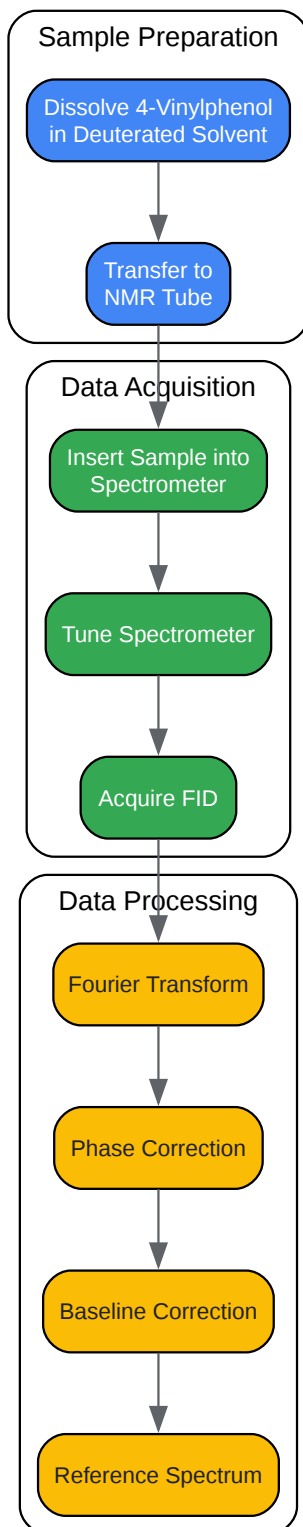 Sample Preparation
Dissolve 4-Vinylphenol
in Deuterated Solvent
Transfer to
NMR Tube
Data Acquisition
Insert Sample into
Spectrometer
Tune Spectrometer
Acquire FID
Data Processing
Fourier Transform
Phase Correction
Baseline Correction
Reference Spectrum